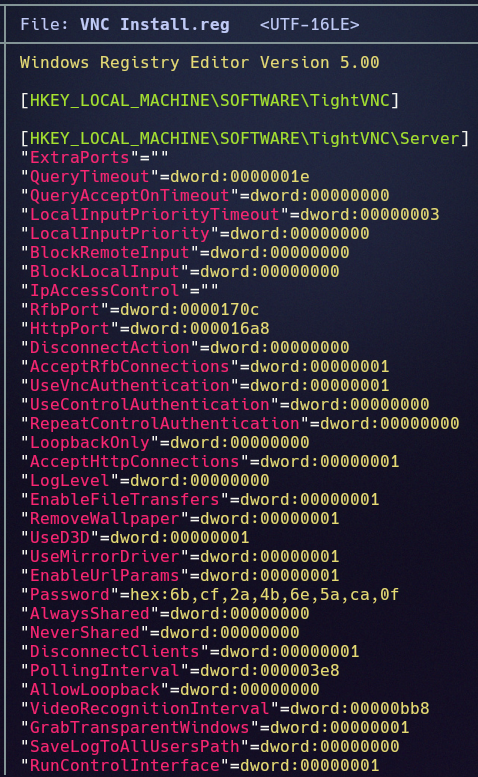 File: VNC Install.reg   <UTF-16LE>
Windows Registry Editor Version 5.00
[HKEY_LOCAL_MACHINE\SOFTWARE\TightVNC]
[HKEY_LOCAL_MACHINE\SOFTWARE\TightVNC\Server]
"ExtraPorts"=""
"QueryTimeout"=dword:0000001e
"QueryAcceptOnTimeout"=dword:00000000
"LocalInputPriorityTimeout"=dword:00000003
"LocalInputPriority"=dword:00000000
"BlockRemoteInput"=dword:00000000
"BlockLocalInput"=dword:00000000
"IpAccessControl"=""
"RfbPort"=dword:0000170c
"HttpPort"=dword:000016a8
"DisconnectAction"=dword:00000000
"AcceptRfbConnections"=dword:00000001
"UseVncAuthentication"=dword:00000001
"UseControlAuthentication"=dword:00000000
"RepeatControlAuthentication"=dword:00000000
"LoopbackOnly"=dword:00000000
"AcceptHttpConnections"=dword:00000001
"LogLevel"=dword:00000000
"EnableFileTransfers"=dword:00000001
"RemoveWallpaper"=dword:00000001
"UseD3D"=dword:00000001
"UseMirrorDriver"=dword:00000001
"EnableUrlParams"=dword:00000001
"Password"=hex:6b,cf,2a,4b,6e,5a,ca,0f
"AlwaysShared"=dword:00000000
"NeverShared"=dword:00000000
"DisconnectClients"=dword:00000001
"PollingInterval"=dword:000003e8
"AllowLoopback"=dword:00000000
"VideoRecognitionInterval"=dword:00000bb8
"GrabTransparentWindows"=dword:00000001
"SaveLogToAllUsersPath"=dword:00000000
"RunControlInterface"=dword:00000001